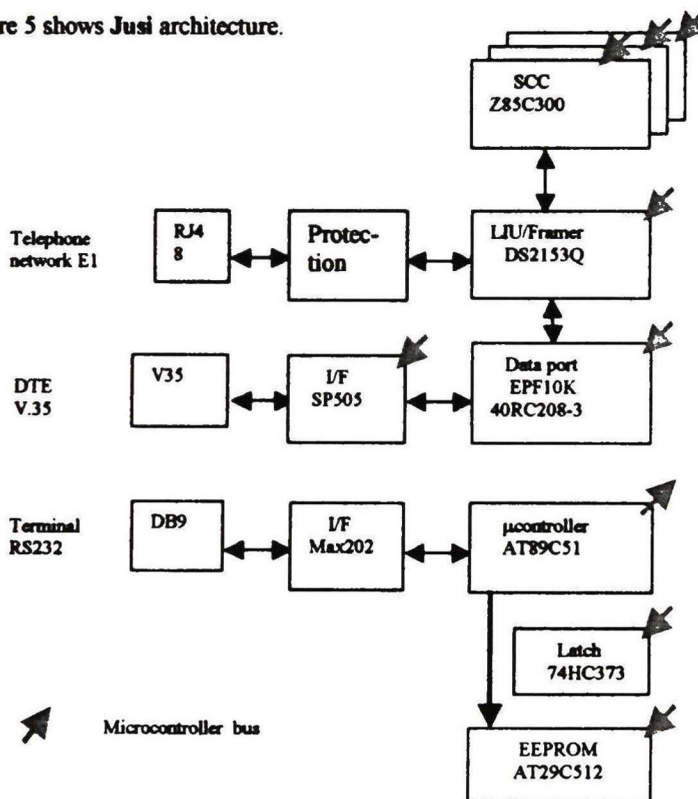 re 5 shows Jusi architecture.
SCC
Z85C300
Telephone
network E1
RJ4
8
Protec-
tion
LIU/Framer
DS2153Q
DTE
V.35
V35
I/F
SP505
Data port
EPF10K
40RC208-3
Terminal
RS232
DB9
I/F
Max202
μcontroller
AT89C51
Latch
74HC373
Microcontroller bus
EEPROM
AT29C512